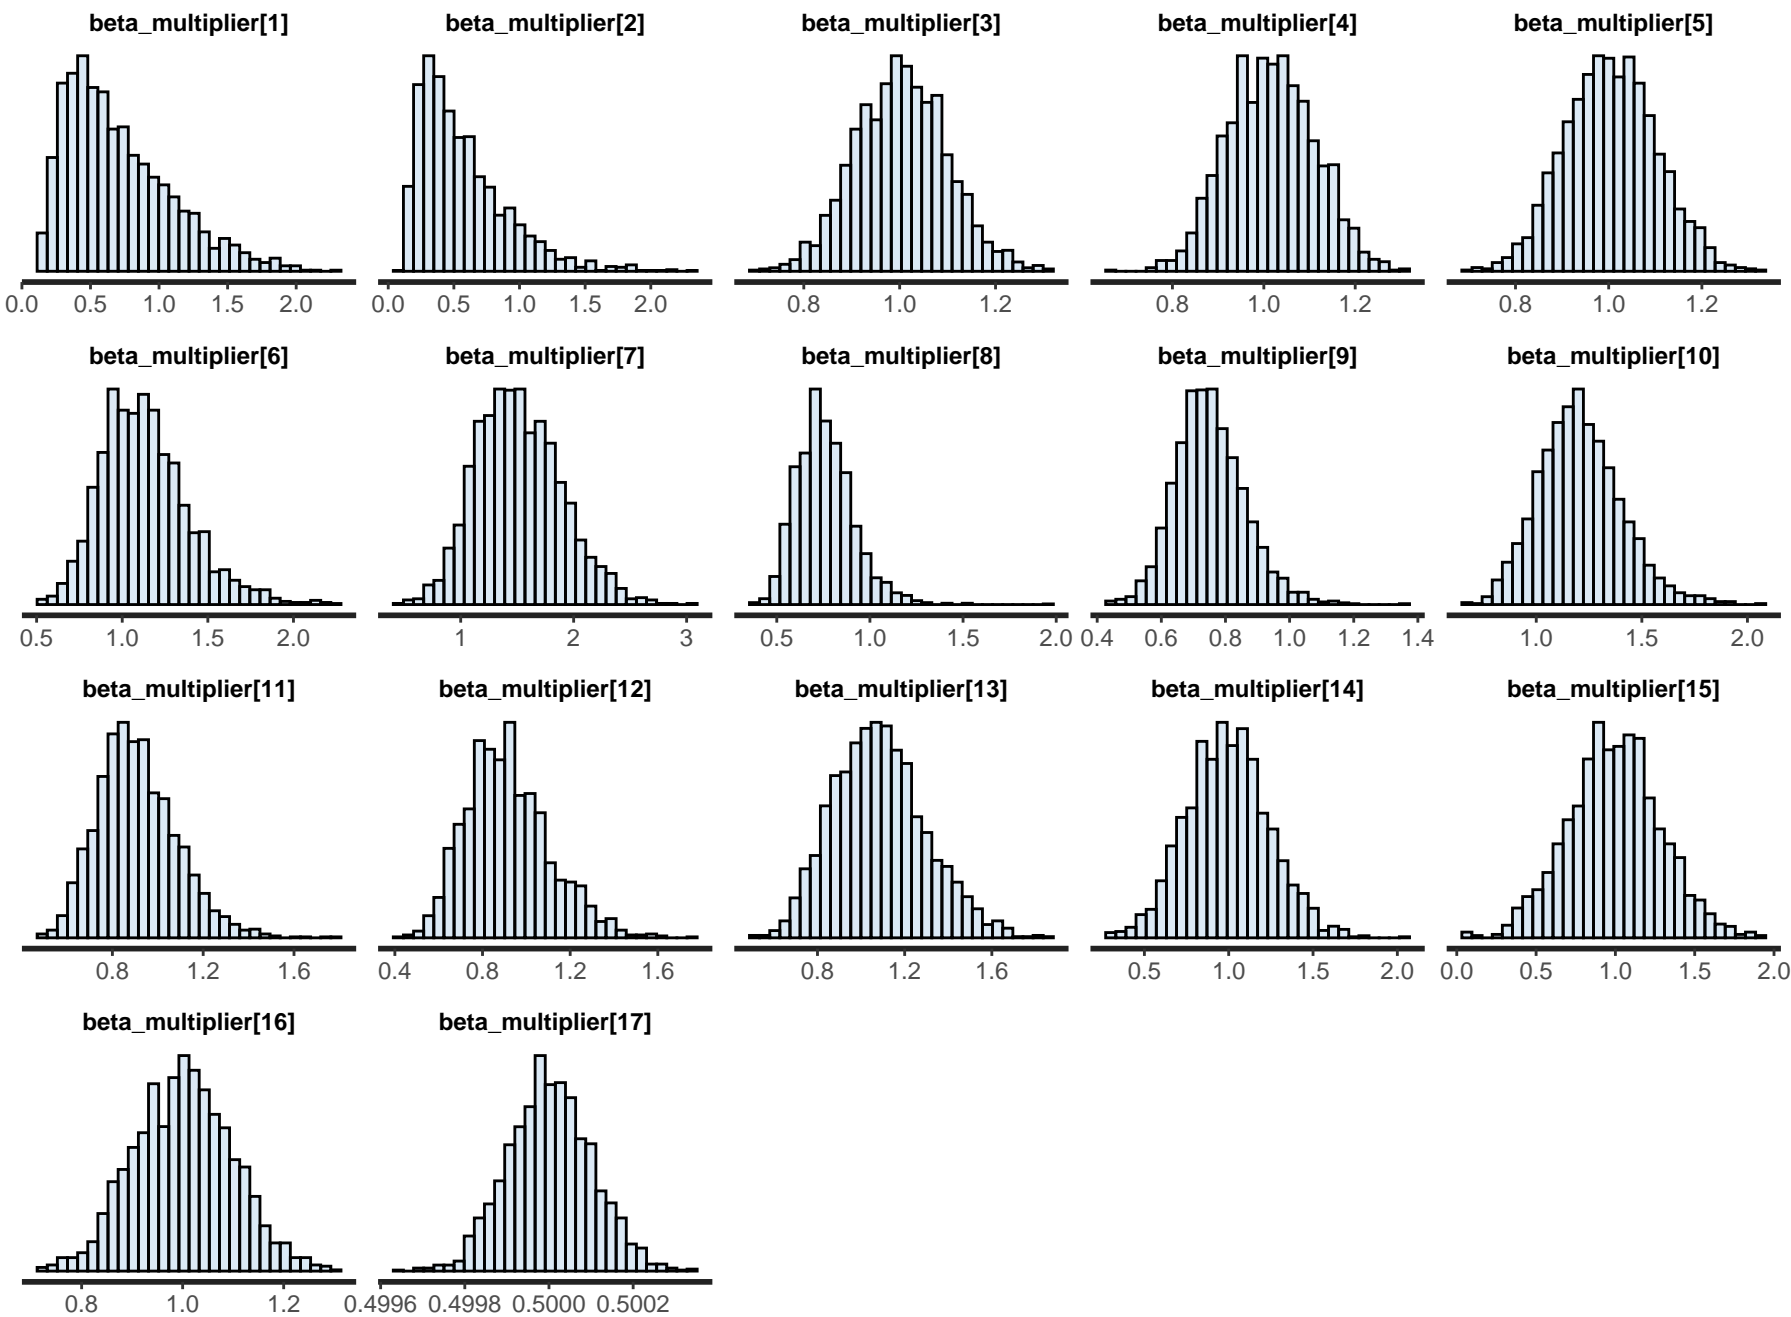 beta_multiplier[1] beta_multiplier[2] beta_multiplier[3] beta_multiplier[4] beta_multiplier[5]
0.0 0.5 1.0 1.5 2.0 0.0 0.5 1.0 1.5 2.0 0.8 1.0 1.2 0.8 1.0 1.2 0.8 1.0 1.2
beta_multiplier[6] beta_multiplier[7] beta_multiplier[8] beta_multiplier[9] beta_multiplier[10]
0.5 1.0 1.5 2.0 1 2 3 0.5 1.0 1.5 2.0 0.4 0.6 0.8 1.0 1.2 1.4 1.0 1.5 2.0
beta_multiplier[11] beta_multiplier[12] beta_multiplier[13] beta_multiplier[14] beta_multiplier[15]
0.8 1.2 1.6 0.4 0.8 1.2 1.6 0.8 1.2 1.6 0.5 1.0 1.5 2.0 0.0 0.5 1.0 1.5 2.0
beta_multiplier[16] beta_multiplier[17]
0.8 1.0 1.2 0.4996 0.4998 0.5000 0.5002